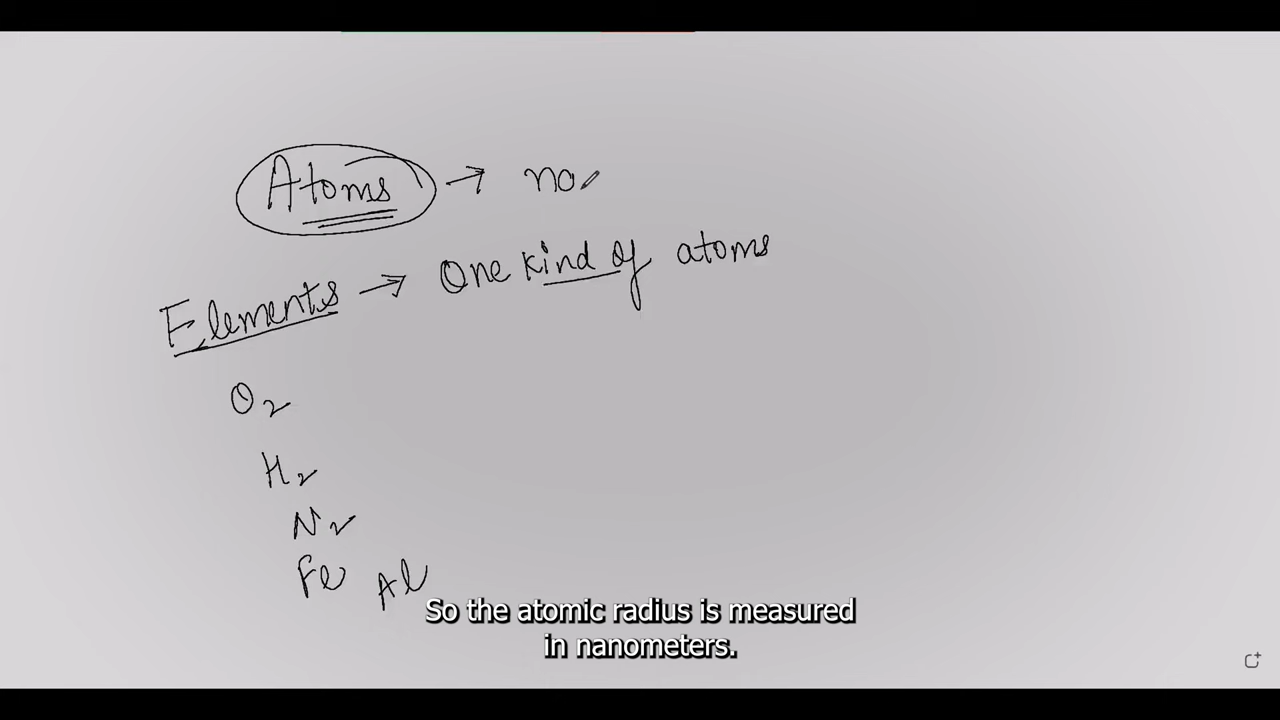 Atoms → no
Elements → One kind of atoms
O2
H2
N2
Fe Al
So the atomic radius is measured
in nanometers.